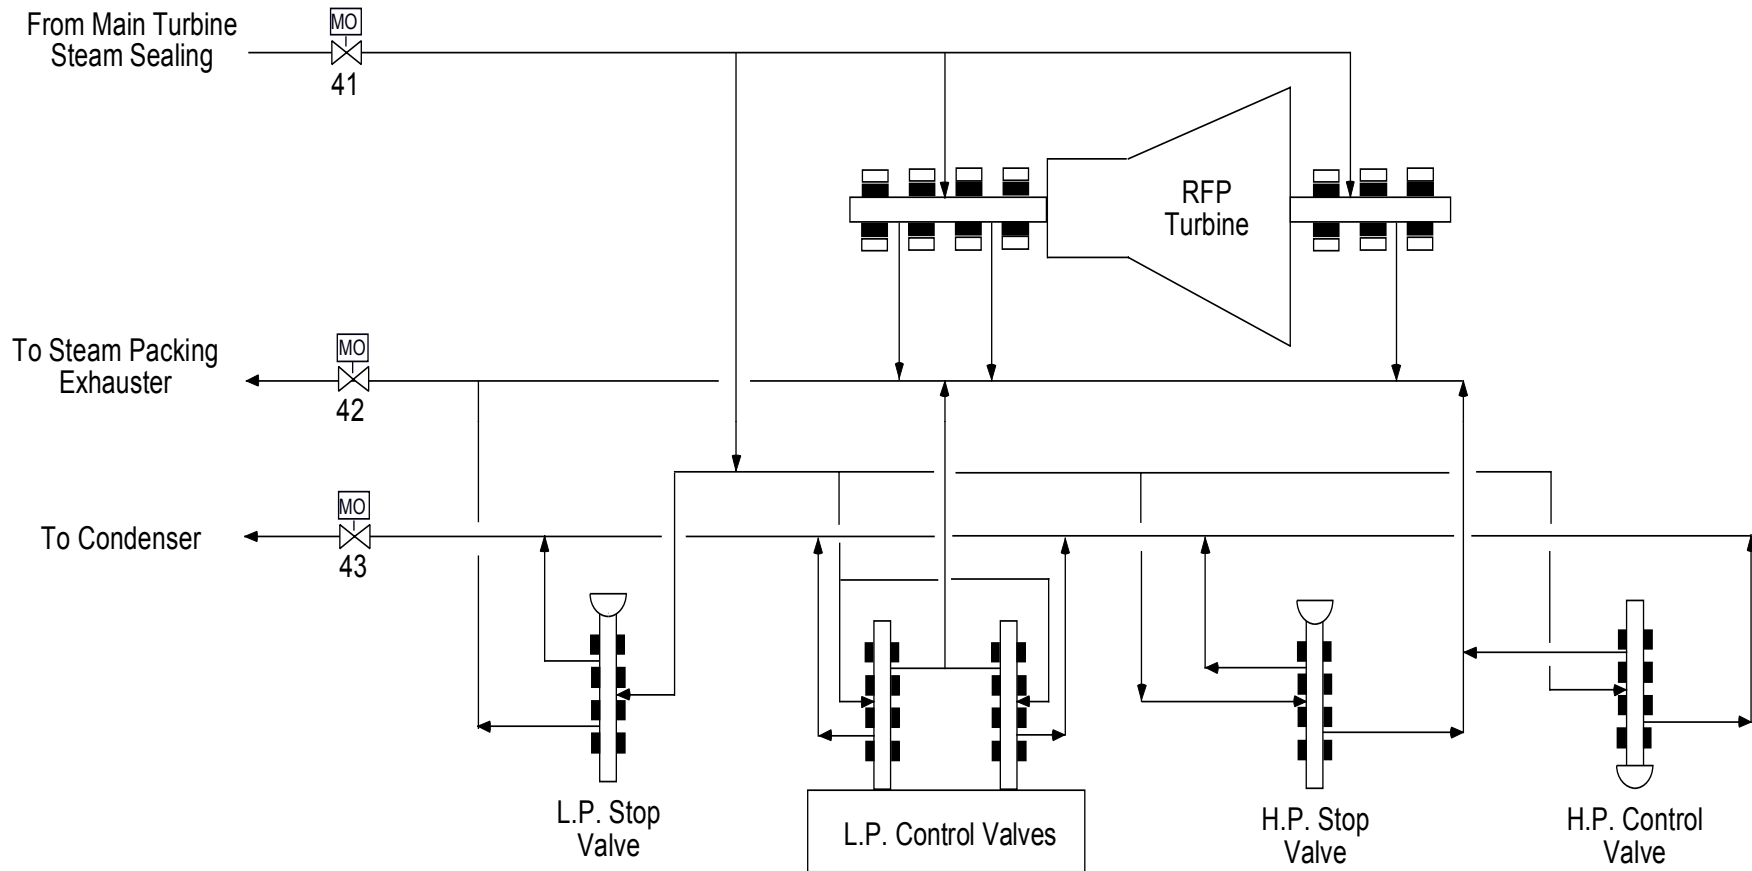 From Main Turbine
Steam Sealing
MO
41
RFP
Turbine
To Steam Packing
Exhauster
MO
42
To Condenser
MO
43
L.P. Stop
Valve
L.P. Control Valves
H.P. Stop
Valve
H.P. Control
Valve